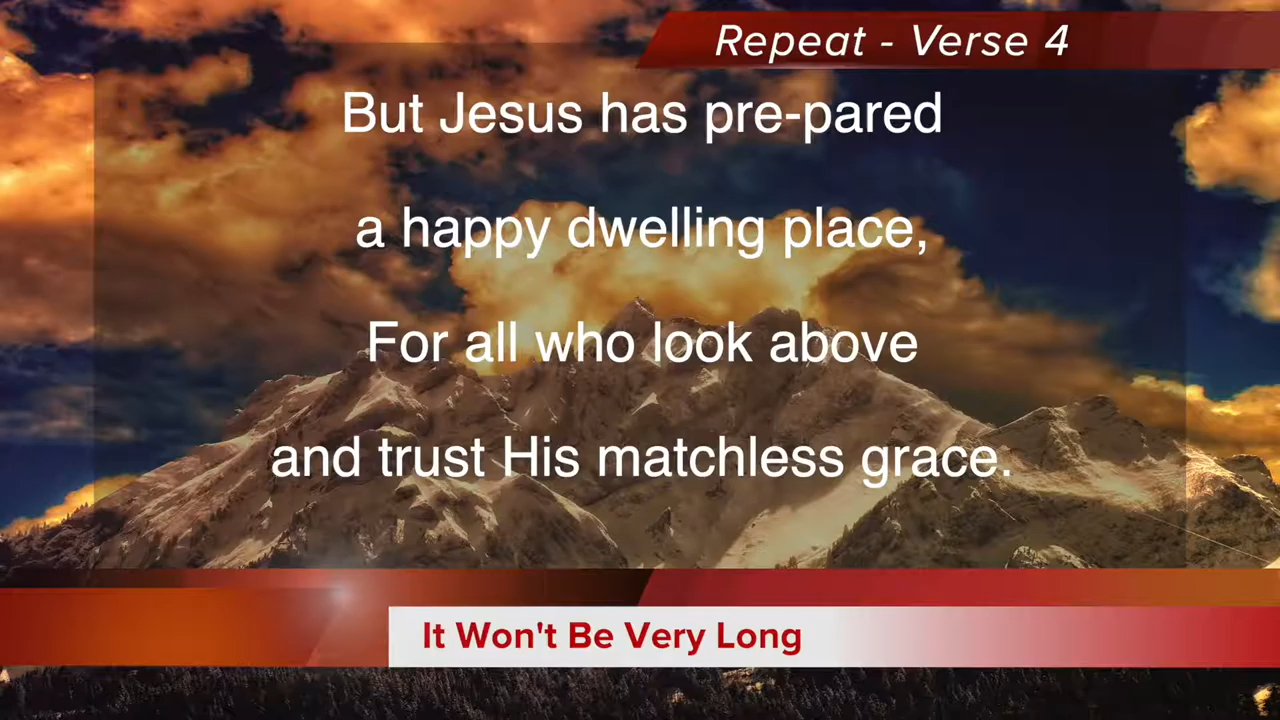 Repeat - Verse 4
But Jesus has pre-pared
a happy dwelling place,
For all who look above
and trust His matchless grace.
It Won't Be Very Long